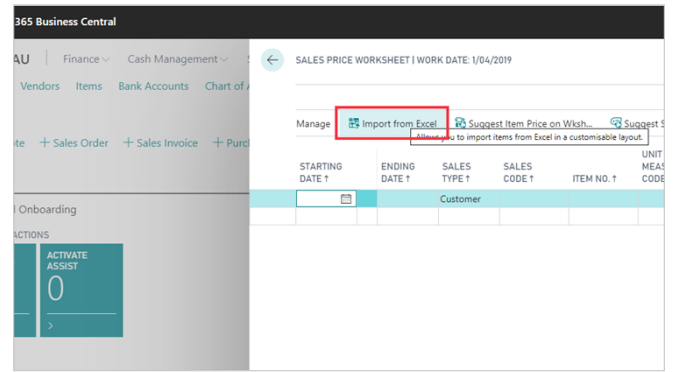 365 Business Central
AU
Finance
Cash Management
SALES PRICE WORKSHEET | WORK DATE: 1/04/2019
Vendors
Items
Bank Accounts
Chart of
Manage
Import from Excel
Suggest Item Price on Wksh...
Suggest S
Allows you to import items from Excel in a customisable layout.
+ Sales Order
+ Sales Invoice
+ Purc
STARTING
DATE ↑
ENDING
DATE ↑
SALES
TYPE ↑
SALES
CODE ↑
ITEM NO. ↑
UNIT
MEAS
CODE
Customer
Onboarding
ACTIONS
ACTIVATE
ASSIST
0
>